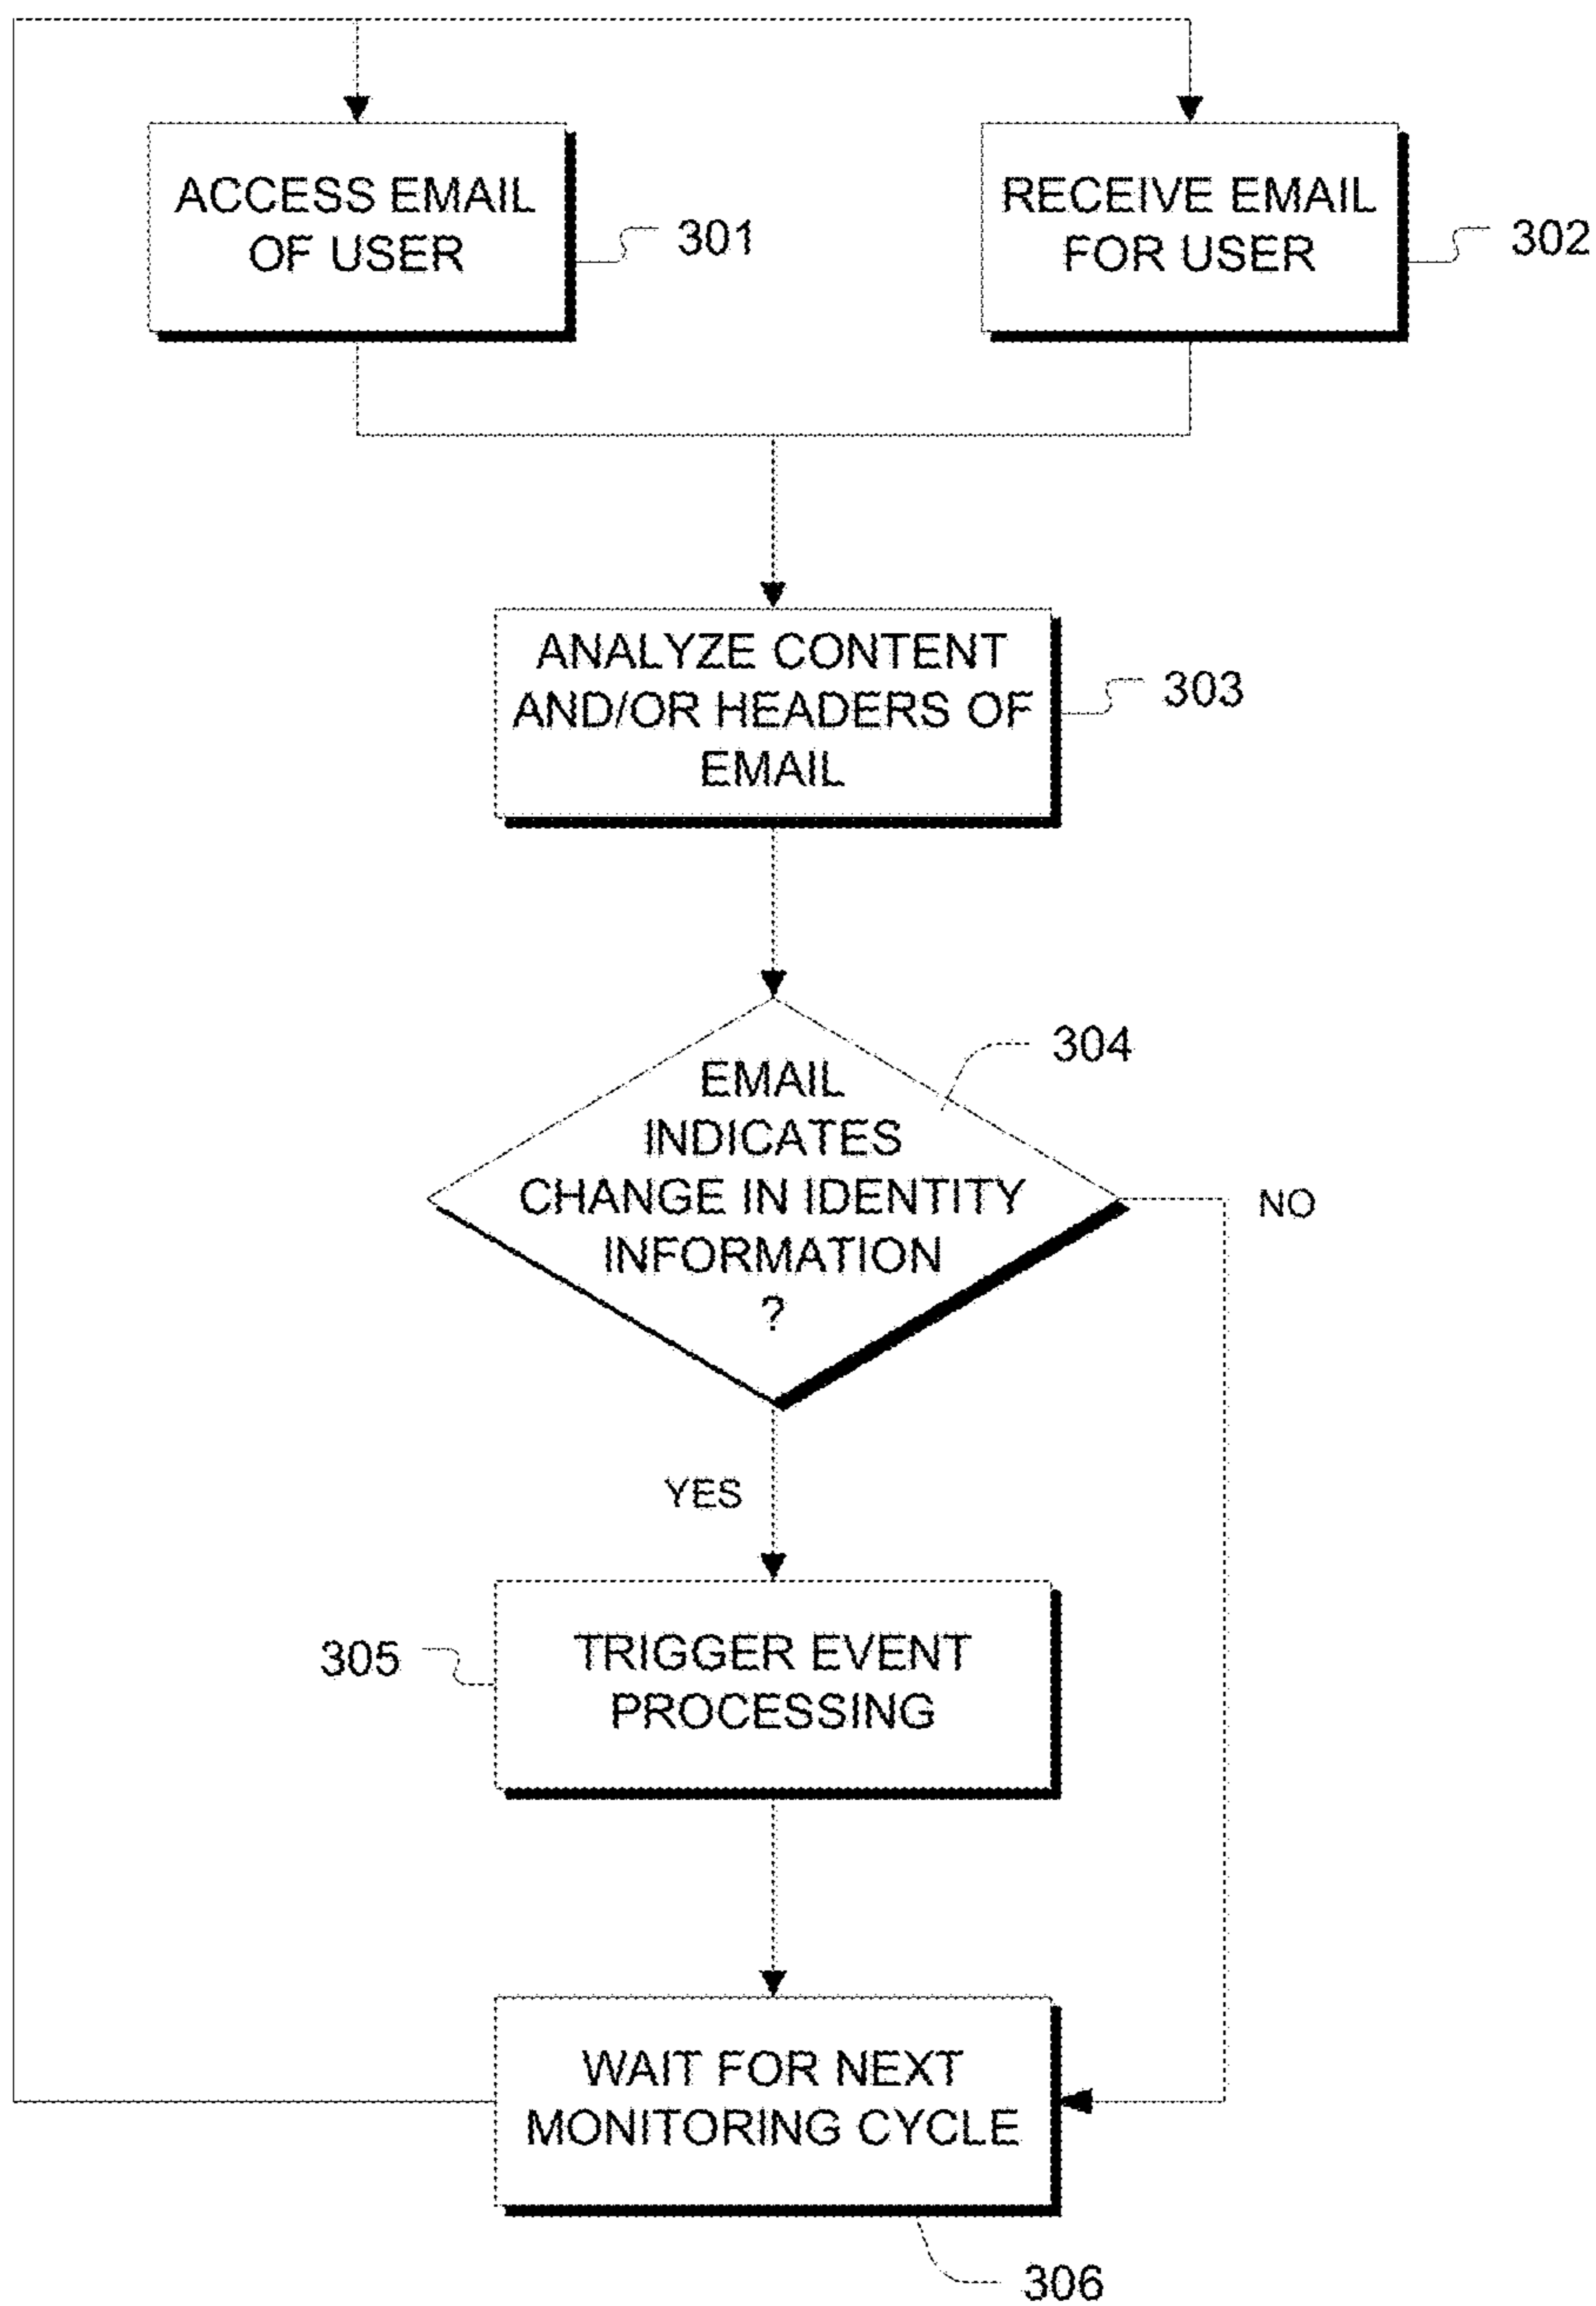 ACCESS EMAIL
OF USER
301
RECEIVE EMAIL
FOR USER
302
ANALYZE CONTENT
AND/OR HEADERS OF
EMAIL
303
EMAIL
INDICATES
CHANGE IN IDENTITY
INFORMATION
?
304
NO
YES
TRIGGER EVENT
PROCESSING
305
WAIT FOR NEXT
MONITORING CYCLE
306